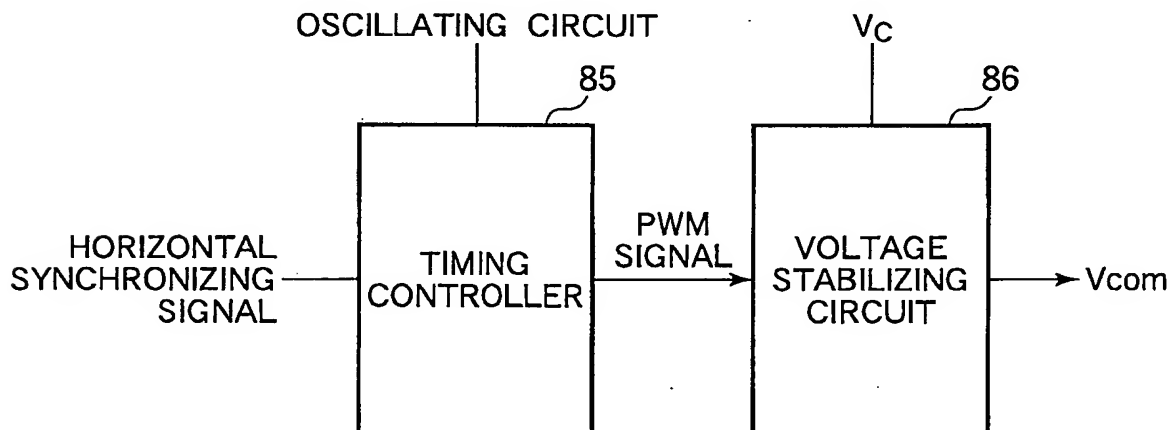 OSCILLATING CIRCUIT
VC
85
86
HORIZONTAL
SYNCHRONIZING
SIGNAL
TIMING
CONTROLLER
PWM
SIGNAL
VOLTAGE
STABILIZING
CIRCUIT
Vcom